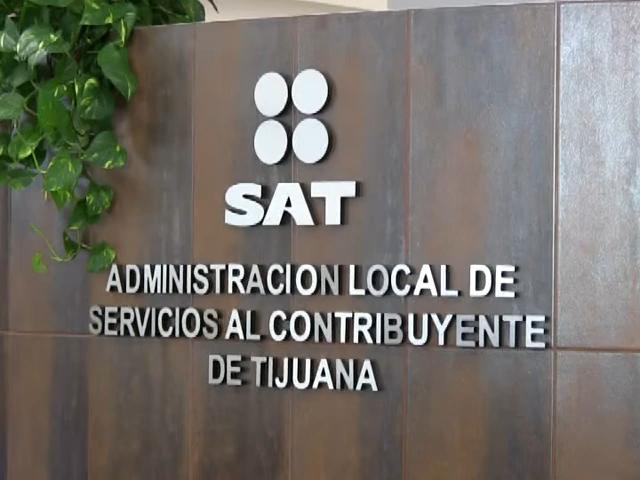 SAT
ADMINISTRACION LOCAL DE
SERVICIOS AL CONTRIBUYENTE
DE TIJUANA